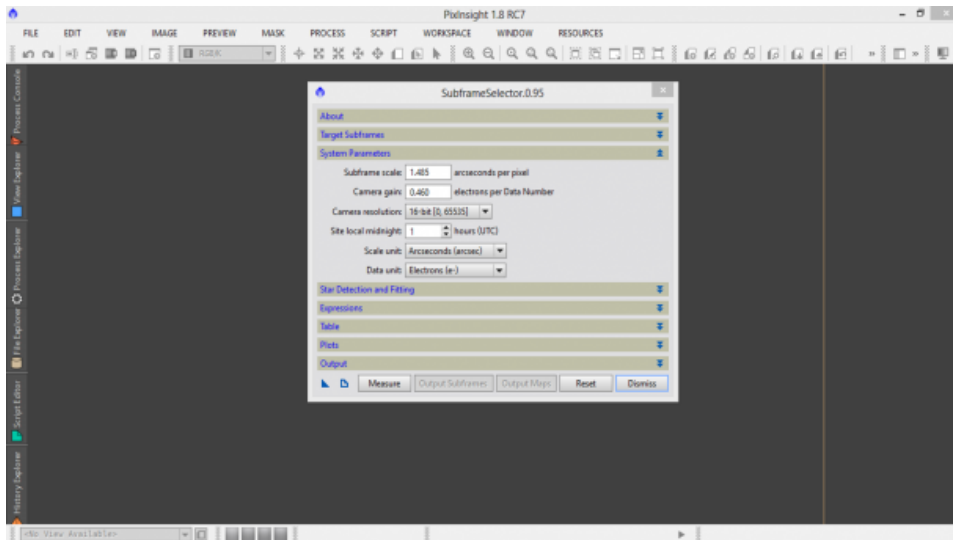 PixInsight 1.8 RC7
FILE EDIT VIEW IMAGE PREVIEW MASK PROCESS SCRIPT WORKSPACE WINDOW RESOURCES
RGB/K
Process Console
View Explorer
Process Explorer
File Explorer
Script Editor
History Explorer
SubframeSelector.0.95
About
Target Subframes
System Parameters
Subframe scale: 1.485 arcseconds per pixel
Camera gain: 0.460 electrons per Data Number
Camera resolution: 16-bit [0, 65535]
Site local midnight: 1 hours (UTC)
Scale unit: Arcseconds (arcsec)
Data unit: Electrons (e-)
Star Detection and Fitting
Expressions
Table
Plots
Output
Measure Output Subframes Output Maps Reset Dismiss
<No View Available>